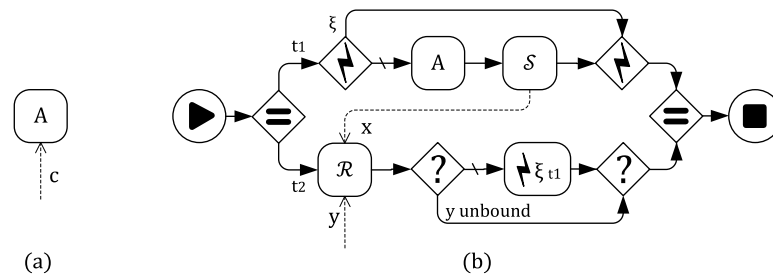 A
c
(a)
t1
ξ
A
𝒮
x
t2
ℛ
?
ξ t1
?
y unbound
y
(b)